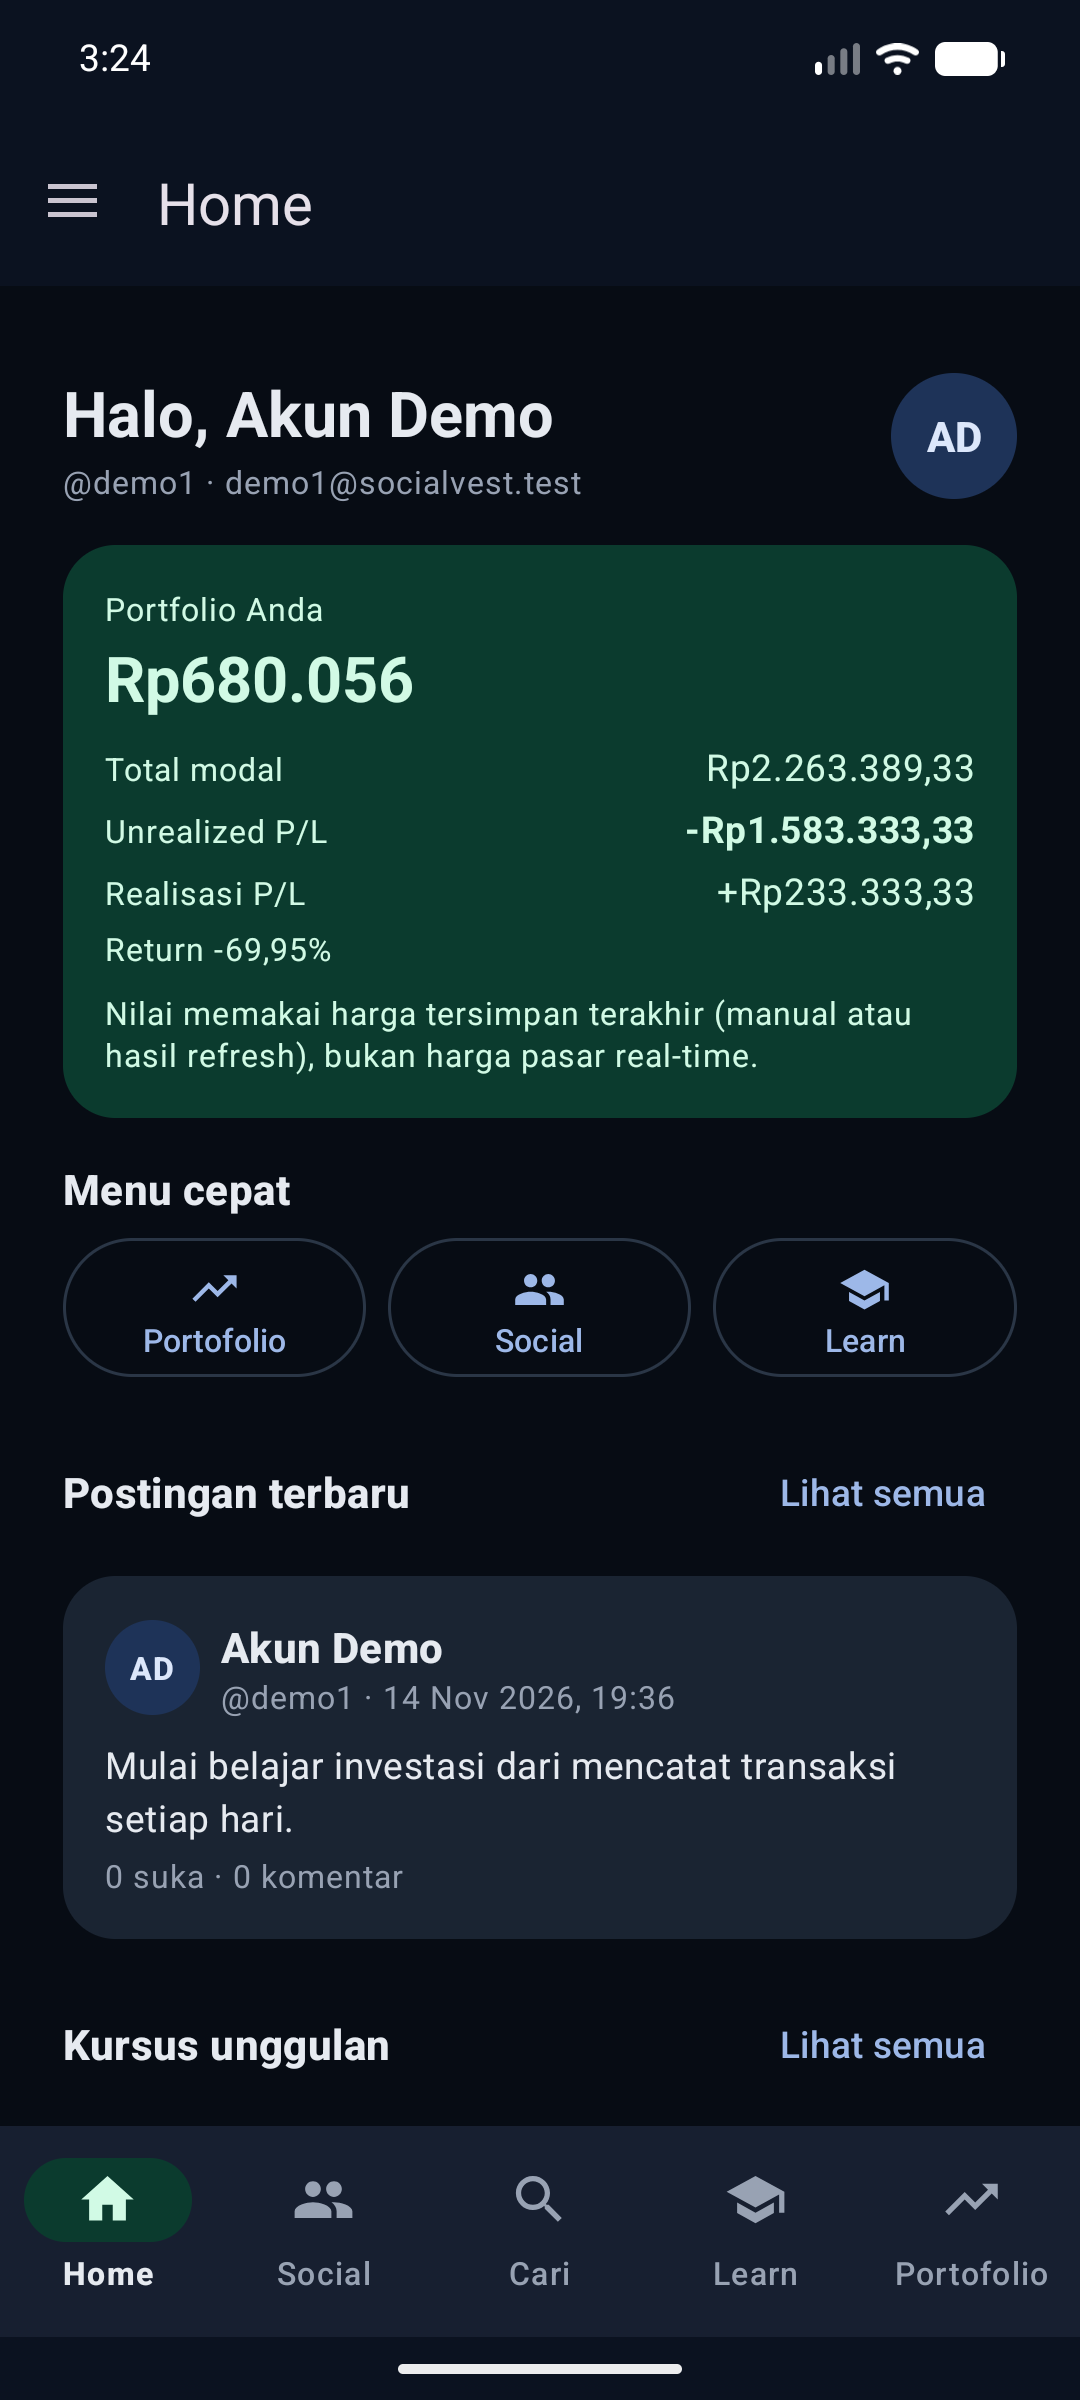 3:24
Home
Halo, Akun Demo
@demo1 · demo1@socialvest.test
AD
Portfolio Anda
Rp680.056
Total modal Rp2.263.389,33
Unrealized P/L -Rp1.583.333,33
Realisasi P/L +Rp233.333,33
Return -69,95%
Nilai memakai harga tersimpan terakhir (manual atau
hasil refresh), bukan harga pasar real-time.
Menu cepat
Portofolio Social Learn
Postingan terbaru Lihat semua
AD
Akun Demo
@demo1 · 14 Nov 2026, 19:36
Mulai belajar investasi dari mencatat transaksi
setiap hari.
0 suka · 0 komentar
Kursus unggulan Lihat semua
Home Social Cari Learn Portofolio